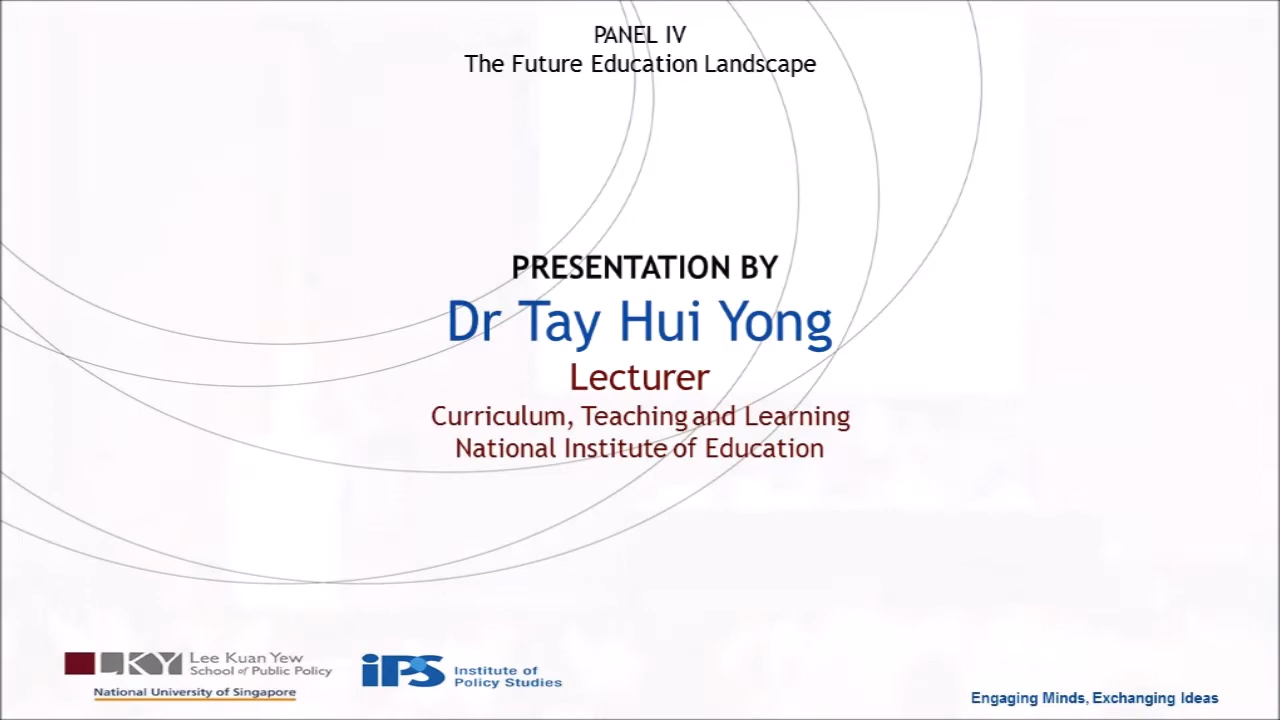 PANEL IV
The Future Education Landscape
PRESENTATION BY
Dr Tay Hui Yong
Lecturer
Curriculum, Teaching and Learning
National Institute of Education
LKY Lee Kuan Yew
School of Public Policy
National University of Singapore
iPS Institute of
Policy Studies
Engaging Minds, Exchanging Ideas